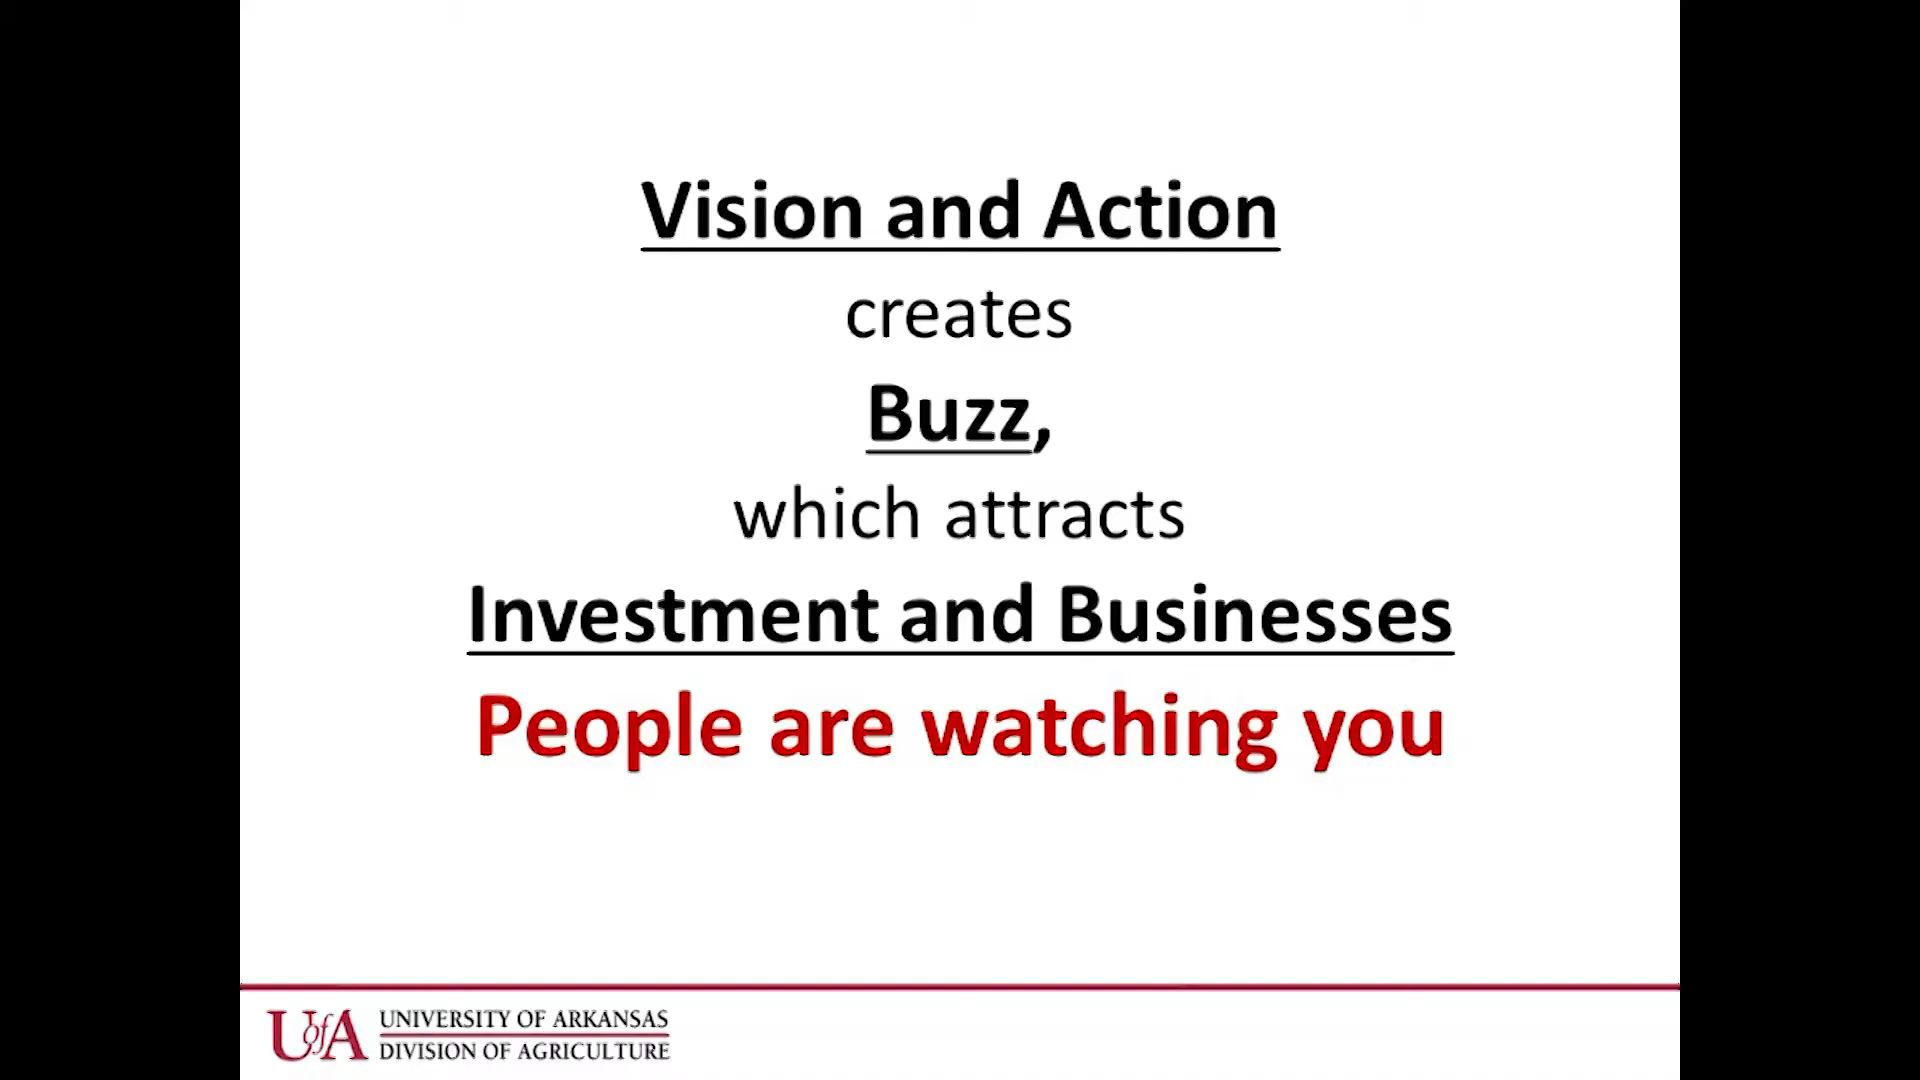 Vision and Action
creates
Buzz,
which attracts
Investment and Businesses
People are watching you
UofA
UNIVERSITY OF ARKANSAS
DIVISION OF AGRICULTURE